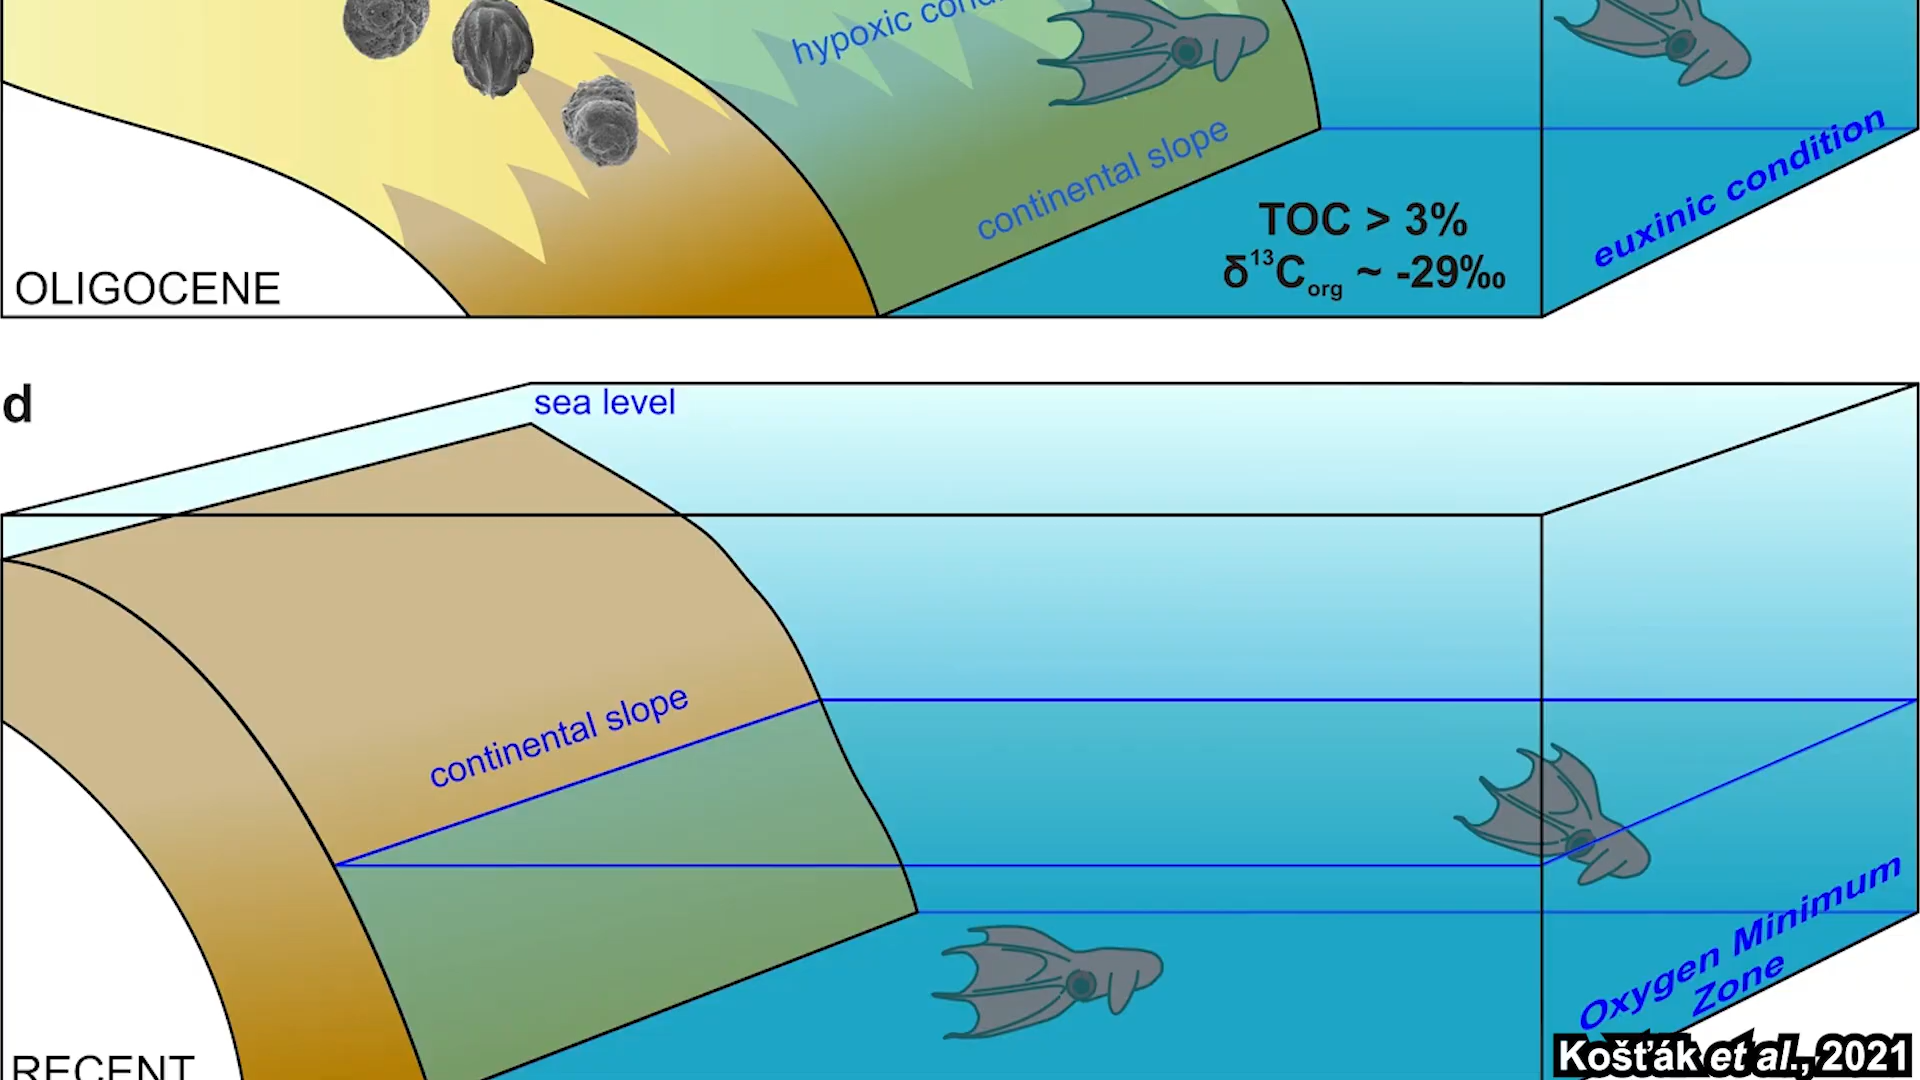 hypoxic
continental slope
TOC > 3%
δ¹³Corg ~ -29‰
euxinic condition
OLIGOCENE
d
sea level
continental slope
Oxygen Minimum
Zone
RECENT
Košťák et al., 2021